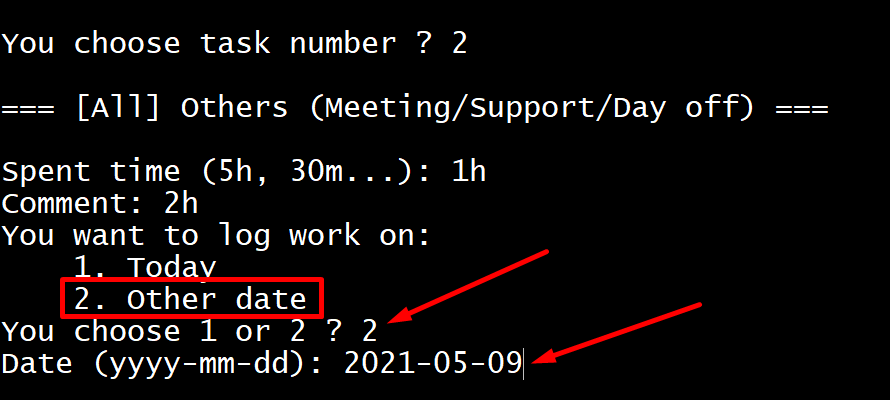 You choose task number ? 2
=== [All] Others (Meeting/Support/Day off) ===
Spent time (5h, 30m...): 1h
Comment: 2h
You want to log work on:
1. Today
2. Other date
You choose 1 or 2 ? 2
Date (yyyy-mm-dd): 2021-05-09